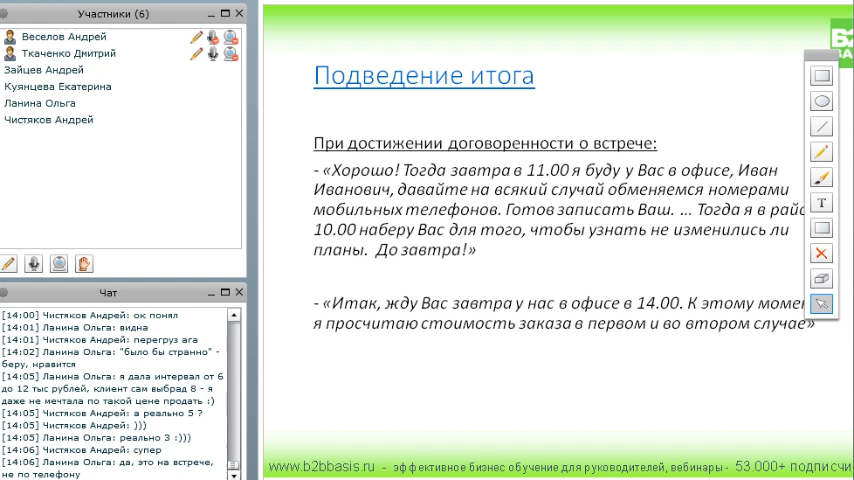 Участники (6)
Веселов Андрей
Ткаченко Дмитрий
Зайцев Андрей
Куянцева Екатерина
Ланина Ольга
Чистяков Андрей
Чат
[14:00] Чистяков Андрей: ок понял
[14:01] Ланина Ольга: видна
[14:01] Чистяков Андрей: перегруз ага
[14:02] Ланина Ольга: "было бы странно" -
беру, нравится
[14:05] Ланина Ольга: я дала интервал от 6
до 12 тыс рублей, клиент сам выбрад 8 - я
даже не мечтала по такой цене продать :)
[14:05] Чистяков Андрей: а реально 5 ?
[14:05] Чистяков Андрей: )))
[14:05] Ланина Ольга: реально 3 :)))
[14:06] Чистяков Андрей: супер
[14:06] Ланина Ольга: да, это на встрече,
не по телефону
Подведение итога
При достижении договоренности о встрече:
- «Хорошо! Тогда завтра в 11.00 я буду у Вас в офисе, Иван
Иванович, давайте на всякий случай обменяемся номерами
мобильных телефонов. Готов записать Ваш. ... Тогда я в
10.00 наберу Вас для того, чтобы узнать не изменились ли
планы. До завтра!»
- «Итак, жду Вас завтра у нас в офисе в 14.00. К этому
я просчитаю стоимость заказа в первом и во втором случае»
T
www.b2bbasis.ru - эффективное бизнес обучение для руководителей, вебинары - 53.000+ подписчи